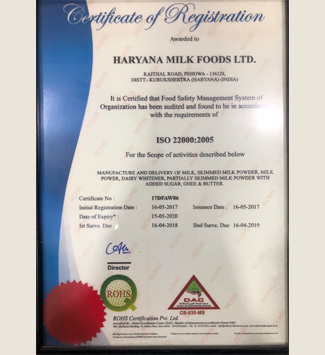 Certificate of Registration
Awarded to
HARYANA MILK FOODS LTD.
KAITHAL ROAD, PEHOWA - 136128,
DISTT - KURUKSHERTRA (HARYANA) (INDIA)
It is Certified that Food Safety Management System of
Organization has been audited and found to be in accordance
with the requirements of
ISO 22000:2005
For the Scope of activities described below
MANUFACTURE AND DELIVERY OF MILK, SKIMMED MILK POWDER, MILK
POWER, DAIRY WHITENER, PARTIALLY SKIMMED MILK POWDER WITH
ADDED SUGAR, GHEE & BUTTER.
Certificate No : 17DFAW86
Initial Registration Date : 16-05-2017 Issuance Date : 16-05-2017
Date of Expiry* : 15-05-2020
Ist Surve. Due : 16-04-2018 IInd Surve. Due 16-04-2019
Director
ROHS
DAC
CB-035-MS
ROHS Certification Pvt. Ltd.